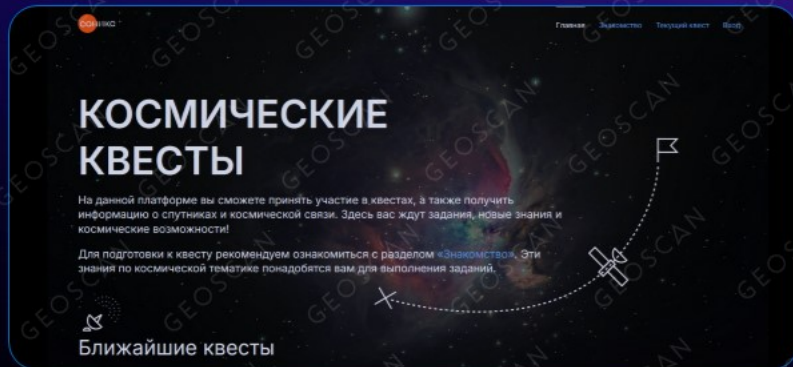 СОНИКС
Главная Знакомство Текущий квест Вход
КОСМИЧЕСКИЕ
КВЕСТЫ
На данной платформе вы сможете принять участие в квестах, а также получить
информацию о спутниках и космической связи. Здесь вас ждут задания, новые знания и
космические возможности!
Для подготовки к квесту рекомендуем ознакомиться с разделом «Знакомство». Эти
знания по космической тематике понадобятся вам для выполнения заданий.
Ближайшие квесты
GEOSCAN